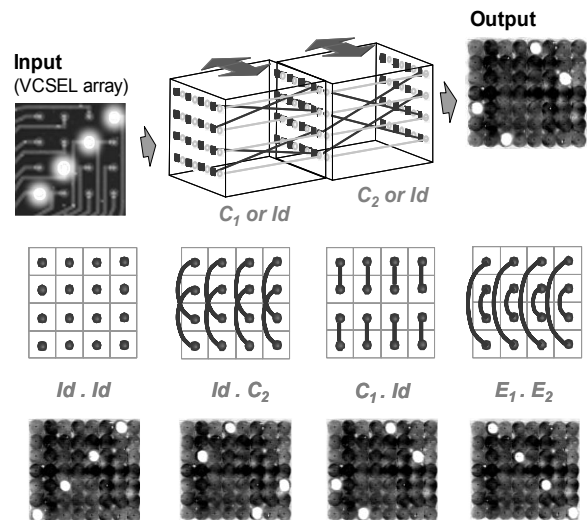 Output
Input
(VCSEL array)
C1 or Id
C2 or Id
Id . Id
Id . C2
C1 . Id
E1 . E2